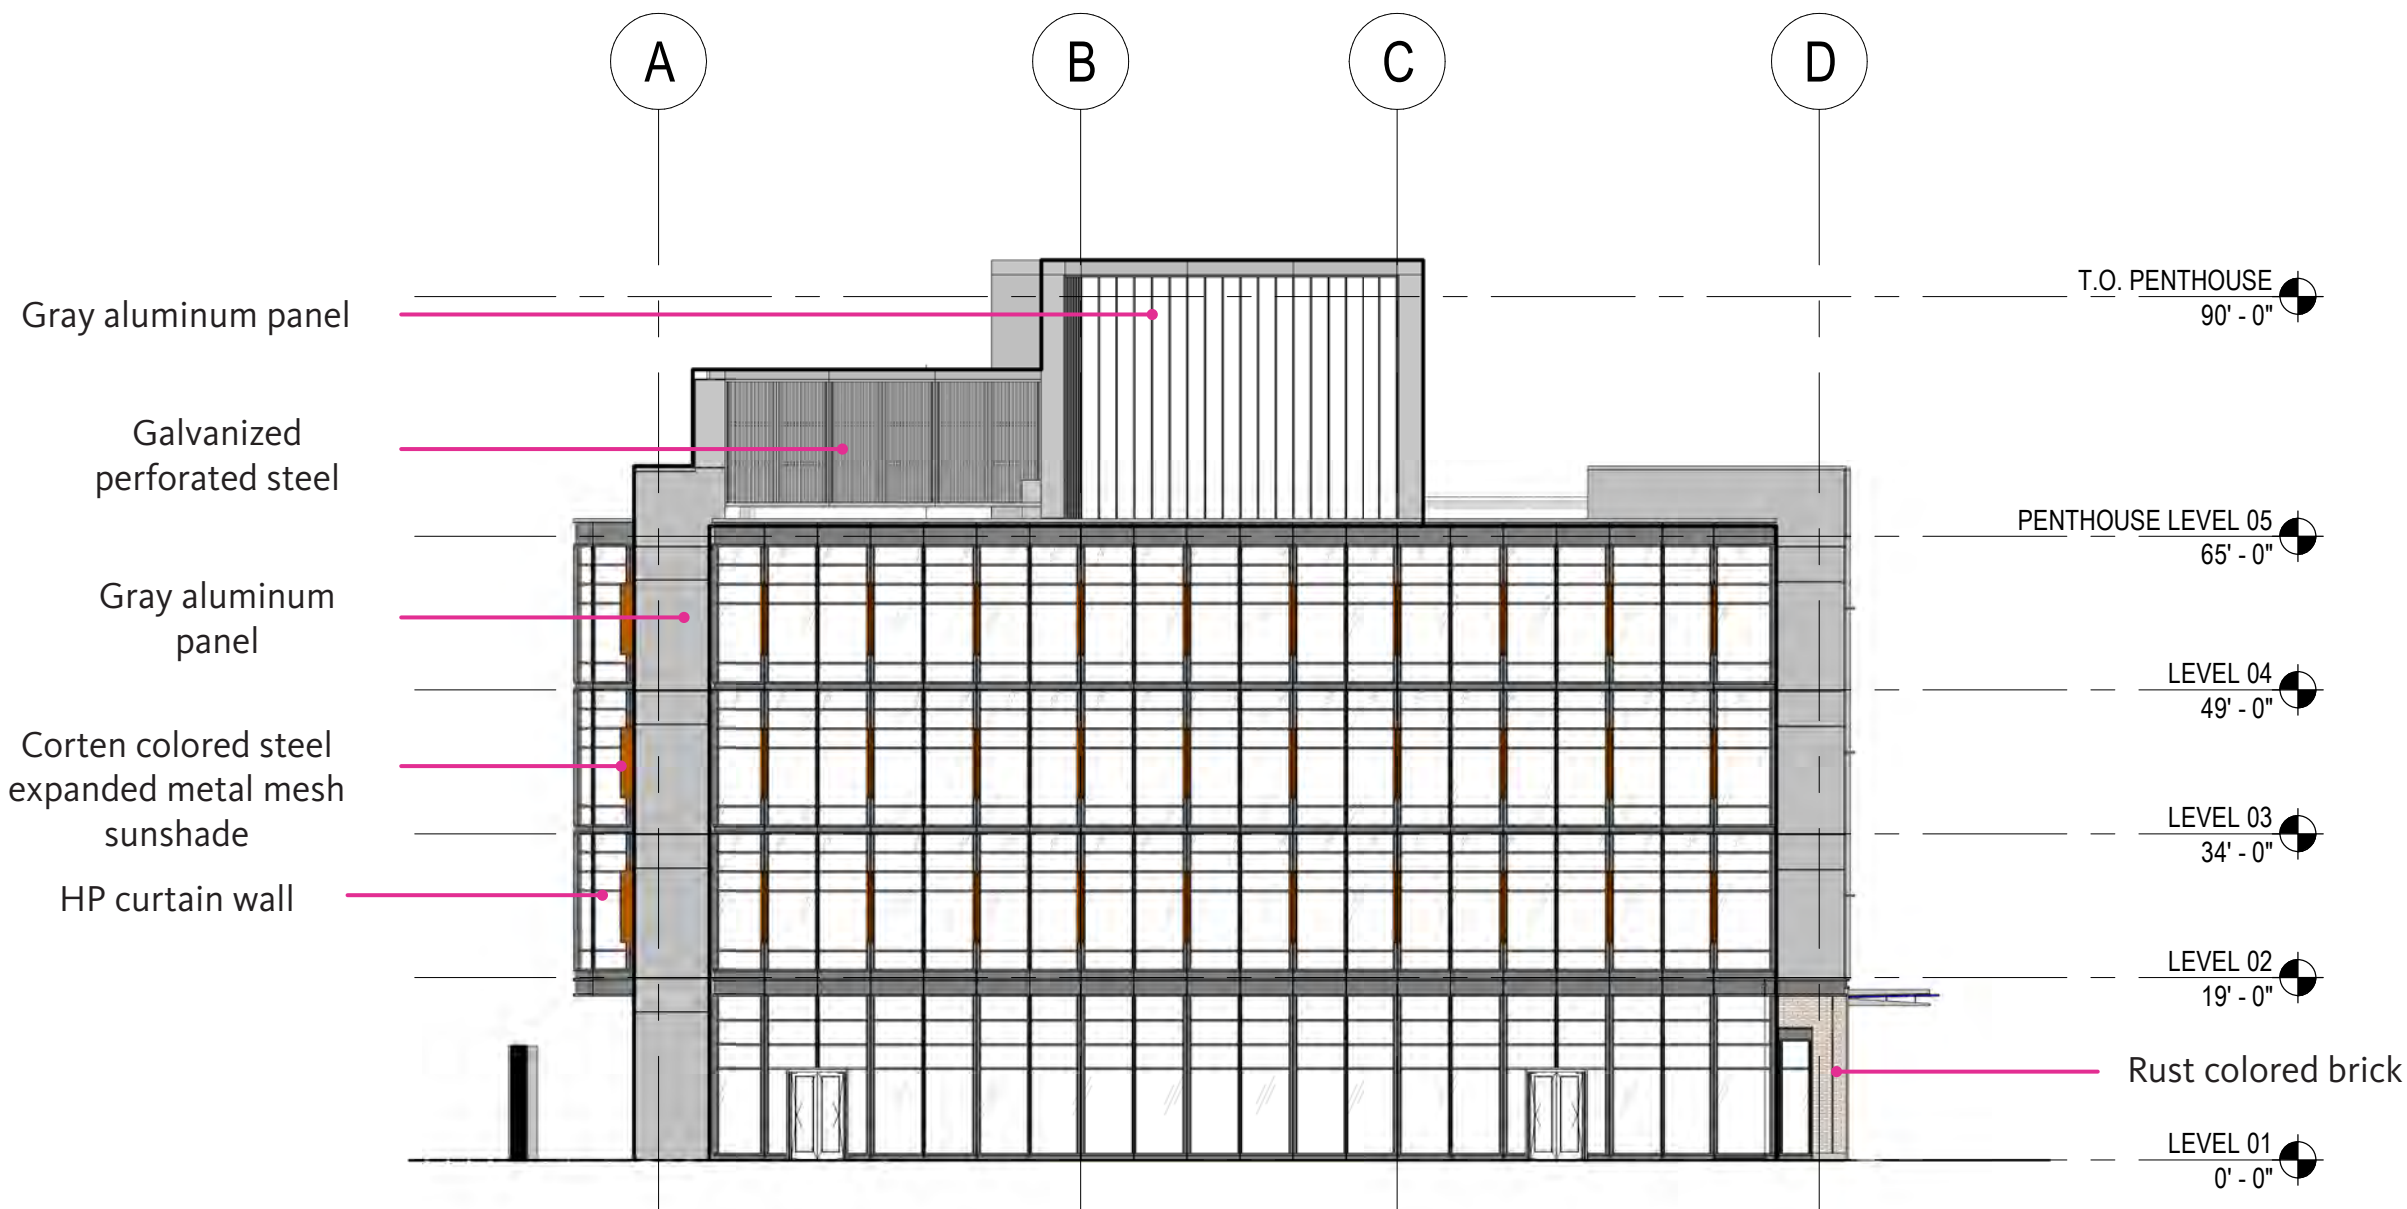 A
B
C
D
T.O. PENTHOUSE
90' - 0"
Gray aluminum panel
Galvanized
perforated steel
PENTHOUSE LEVEL 05
65' - 0"
Gray aluminum
panel
LEVEL 04
49' - 0"
Corten colored steel
expanded metal mesh
sunshade
LEVEL 03
34' - 0"
HP curtain wall
LEVEL 02
19' - 0"
Rust colored brick
LEVEL 01
0' - 0"